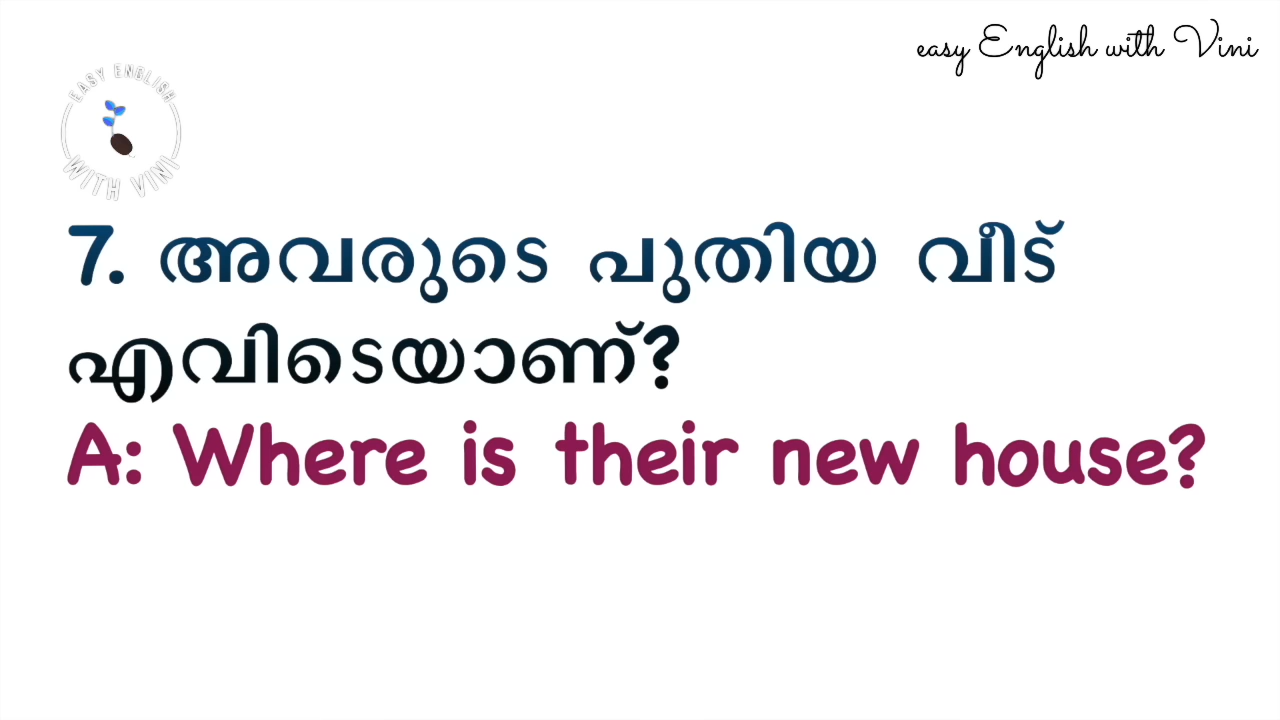 easy English with Vini
EASY ENGLISH
WITH VINI
7. അവരുടെ പുതിയ വീട്
എവിടെയാണ്?
A: Where is their new house?